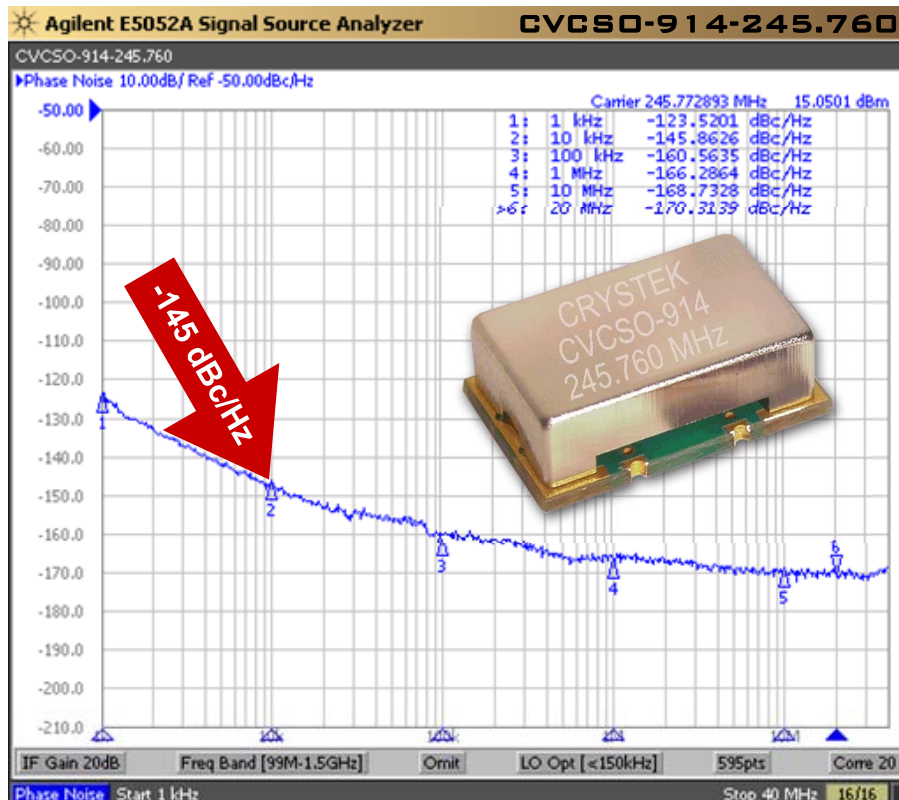 Agilent E5052A Signal Source Analyzer
CVCSO-914-245.760
CVCSO-914-245.760
Phase Noise 10.00dB/ Ref -50.00dBc/Hz
Carrier 245.772893 MHz 15.0501 dBm
1: 1 kHz -123.5201 dBc/Hz
2: 10 kHz -145.8626 dBc/Hz
3: 100 kHz -160.5635 dBc/Hz
4: 1 MHz -166.2864 dBc/Hz
5: 10 MHz -168.7328 dBc/Hz
>6: 20 MHz -170.3139 dBc/Hz
-50.00
-60.00
-70.00
-80.00
-90.00
-100.0
-110.0
-120.0
-130.0
-140.0
-150.0
-160.0
-170.0
-180.0
-190.0
-200.0
-210.0
-145 dBc/Hz
CRYSTEK
CVCSO-914
245.760 MHz
1
2
3
4
5
6
IF Gain 20dB Freq Band [99M-1.5GHz] Omit LO Opt [<150kHz] 595pts Corre 20
Phase Noise Start 1 kHz Stop 40 MHz 16/16